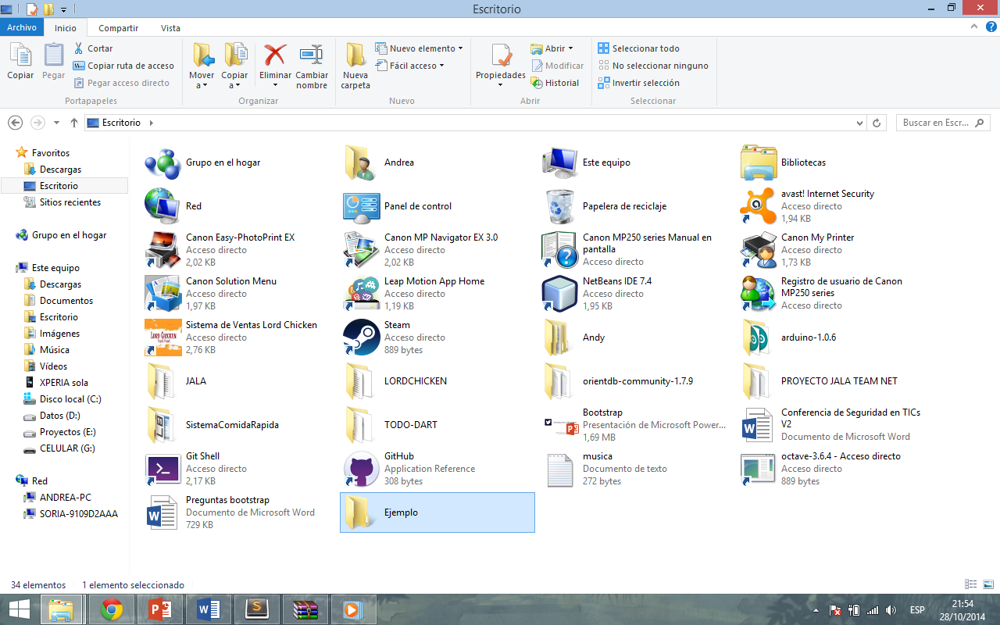 Escritorio
Archivo
Inicio
Compartir
Vista
Copiar
Pegar
Cortar
Copiar ruta de acceso
Pegar acceso directo
Portapapeles
Mover
a
Copiar
a
Eliminar
Cambiar
nombre
Organizar
Nueva
carpeta
Nuevo elemento
Fácil acceso
Nuevo
Propiedades
Abrir
Modificar
Historial
Abrir
Seleccionar todo
No seleccionar ninguno
Invertir selección
Seleccionar
Escritorio
Buscar en Escr...
Favoritos
Descargas
Escritorio
Sitios recientes
Grupo en el hogar
Este equipo
Descargas
Documentos
Escritorio
Imágenes
Música
Vídeos
XPERIA sola
Disco local (C:)
Datos (D:)
Proyectos (E:)
CELULAR (G:)
Red
ANDREA-PC
SORIA-9109D2AAA
Grupo en el hogar
Andrea
Este equipo
Bibliotecas
Red
Panel de control
Papelera de reciclaje
avast! Internet Security
Acceso directo
1,94 KB
Canon Easy-PhotoPrint EX
Acceso directo
2,02 KB
Canon MP Navigator EX 3.0
Acceso directo
2,02 KB
Canon MP250 series Manual en
pantalla
Acceso directo
Canon My Printer
Acceso directo
1,73 KB
Canon Solution Menu
Acceso directo
1,97 KB
Leap Motion App Home
Acceso directo
1,19 KB
NetBeans IDE 7.4
Acceso directo
1,95 KB
Registro de usuario de Canon
MP250 series
Acceso directo
LORD CHICKEN
Sistema de Ventas Lord Chicken
Acceso directo
2,76 KB
Steam
Acceso directo
889 bytes
Andy
arduino-1.0.6
JALA
LORDCHICKEN
orientdb-community-1.7.9
PROYECTO JALA TEAM NET
SistemaComidaRapida
TODO-DART
Bootstrap
Presentación de Microsoft Power...
1,69 MB
Conferencia de Seguridad en TICs
V2
Documento de Microsoft Word
Git Shell
Acceso directo
2,17 KB
GitHub
Application Reference
308 bytes
musica
Documento de texto
272 bytes
octave-3.6.4 - Acceso directo
Acceso directo
889 bytes
Preguntas bootstrap
Documento de Microsoft Word
729 KB
Ejemplo
34 elementos
1 elemento seleccionado
ESP
21:54
28/10/2014